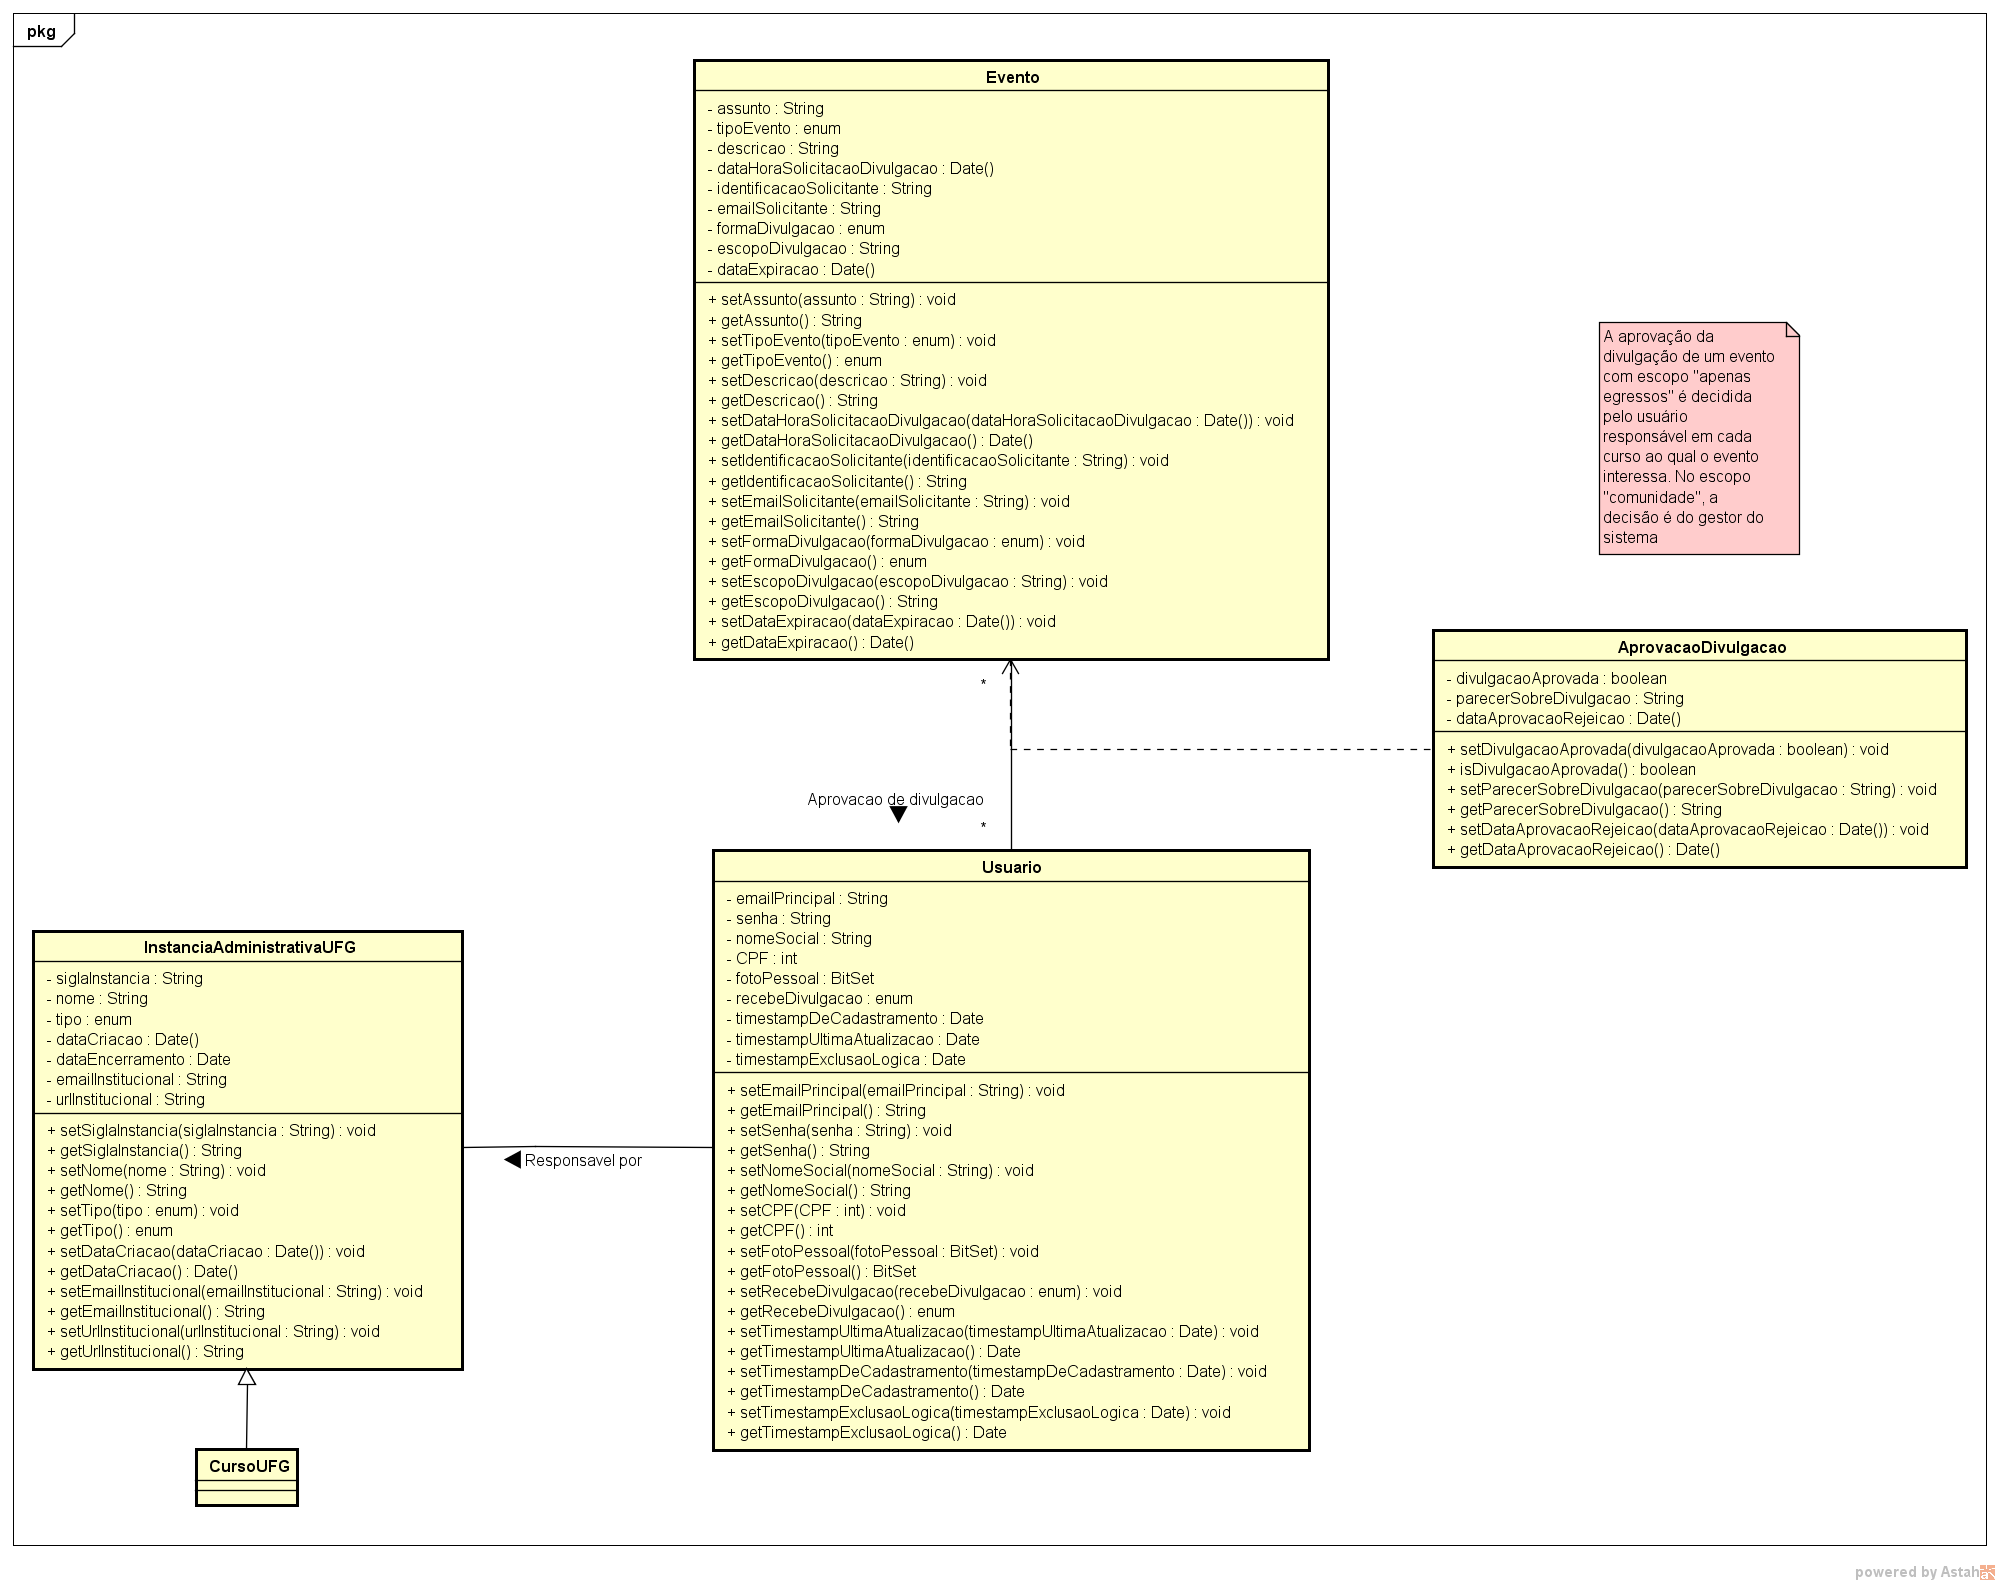 pkg
Evento
- assunto : String
- tipoEvento : enum
- descricao : String
- dataHoraSolicitacaoDivulgacao : Date()
- identificacaoSolicitante : String
- emailSolicitante : String
- formaDivulgacao : enum
- escopoDivulgacao : String
- dataExpiracao : Date()
+ setAssunto(assunto : String) : void
+ getAssunto() : String
+ setTipoEvento(tipoEvento : enum) : void
+ getTipoEvento() : enum
+ setDescricao(descricao : String) : void
+ getDescricao() : String
+ setDataHoraSolicitacaoDivulgacao(dataHoraSolicitacaoDivulgacao : Date()) : void
+ getDataHoraSolicitacaoDivulgacao() : Date()
+ setIdentificacaoSolicitante(identificacaoSolicitante : String) : void
+ getIdentificacaoSolicitante() : String
+ setEmailSolicitante(emailSolicitante : String) : void
+ getEmailSolicitante() : String
+ setFormaDivulgacao(formaDivulgacao : enum) : void
+ getFormaDivulgacao() : enum
+ setEscopoDivulgacao(escopoDivulgacao : String) : void
+ getEscopoDivulgacao() : String
+ setDataExpiracao(dataExpiracao : Date()) : void
+ getDataExpiracao() : Date()
A aprovação da
divulgação de um evento
com escopo "apenas
egressos" é decidida
pelo usuário
responsável em cada
curso ao qual o evento
interessa. No escopo
"comunidade", a
decisão é do gestor do
sistema
AprovacaoDivulgacao
- divulgacaoAprovada : boolean
- parecerSobreDivulgacao : String
- dataAprovacaoRejeicao : Date()
+ setDivulgacaoAprovada(divulgacaoAprovada : boolean) : void
+ isDivulgacaoAprovada() : boolean
+ setParecerSobreDivulgacao(parecerSobreDivulgacao : String) : void
+ getParecerSobreDivulgacao() : String
+ setDataAprovacaoRejeicao(dataAprovacaoRejeicao : Date()) : void
+ getDataAprovacaoRejeicao() : Date()
*
Aprovacao de divulgacao
*
Usuario
- emailPrincipal : String
- senha : String
- nomeSocial : String
- CPF : int
- fotoPessoal : BitSet
- recebeDivulgacao : enum
- timestampDeCadastramento : Date
- timestampUltimaAtualizacao : Date
- timestampExclusaoLogica : Date
+ setEmailPrincipal(emailPrincipal : String) : void
+ getEmailPrincipal() : String
+ setSenha(senha : String) : void
+ getSenha() : String
+ setNomeSocial(nomeSocial : String) : void
+ getNomeSocial() : String
+ setCPF(CPF : int) : void
+ getCPF() : int
+ setFotoPessoal(fotoPessoal : BitSet) : void
+ getFotoPessoal() : BitSet
+ setRecebeDivulgacao(recebeDivulgacao : enum) : void
+ getRecebeDivulgacao() : enum
+ setTimestampUltimaAtualizacao(timestampUltimaAtualizacao : Date) : void
+ getTimestampUltimaAtualizacao() : Date
+ setTimestampDeCadastramento(timestampDeCadastramento : Date) : void
+ getTimestampDeCadastramento() : Date
+ setTimestampExclusaoLogica(timestampExclusaoLogica : Date) : void
+ getTimestampExclusaoLogica() : Date
InstanciaAdministrativaUFG
- siglaInstancia : String
- nome : String
- tipo : enum
- dataCriacao : Date()
- dataEncerramento : Date
- emailInstitucional : String
- urlInstitucional : String
+ setSiglaInstancia(siglaInstancia : String) : void
+ getSiglaInstancia() : String
+ setNome(nome : String) : void
+ getNome() : String
+ setTipo(tipo : enum) : void
+ getTipo() : enum
+ setDataCriacao(dataCriacao : Date()) : void
+ getDataCriacao() : Date()
+ setEmailInstitucional(emailInstitucional : String) : void
+ getEmailInstitucional() : String
+ setUrlInstitucional(urlInstitucional : String) : void
+ getUrlInstitucional() : String
Responsavel por
CursoUFG
powered by Astah